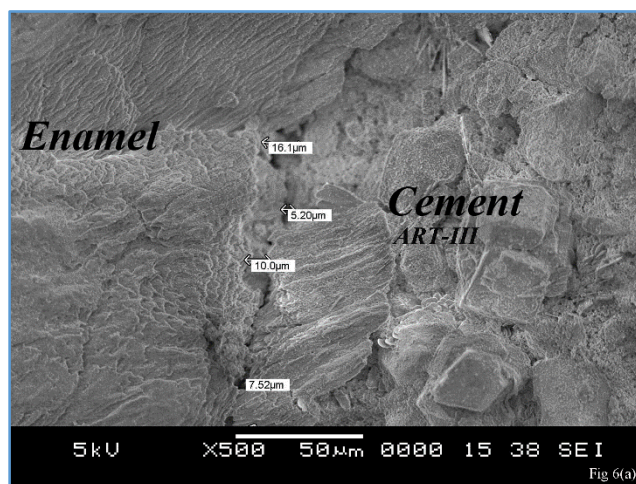 Enamel
16.1µm
Cement
ART-III
5.20µm
10.0µm
7.52µm
5kV X500 50µm 0000 15 38 SEI
Fig 6(a)